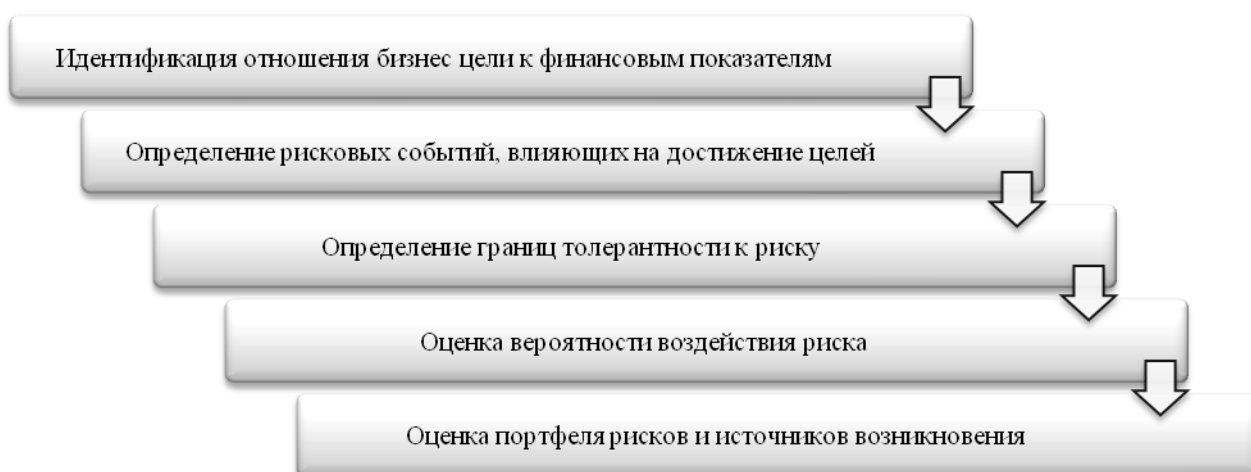 Идентификация отношения бизнес цели к финансовым показателям
Определение рисковых событий, влияющих на достижение целей
Определение границ толерантности к риску
Оценка вероятности воздействия риска
Оценка портфеля рисков и источников возникновения